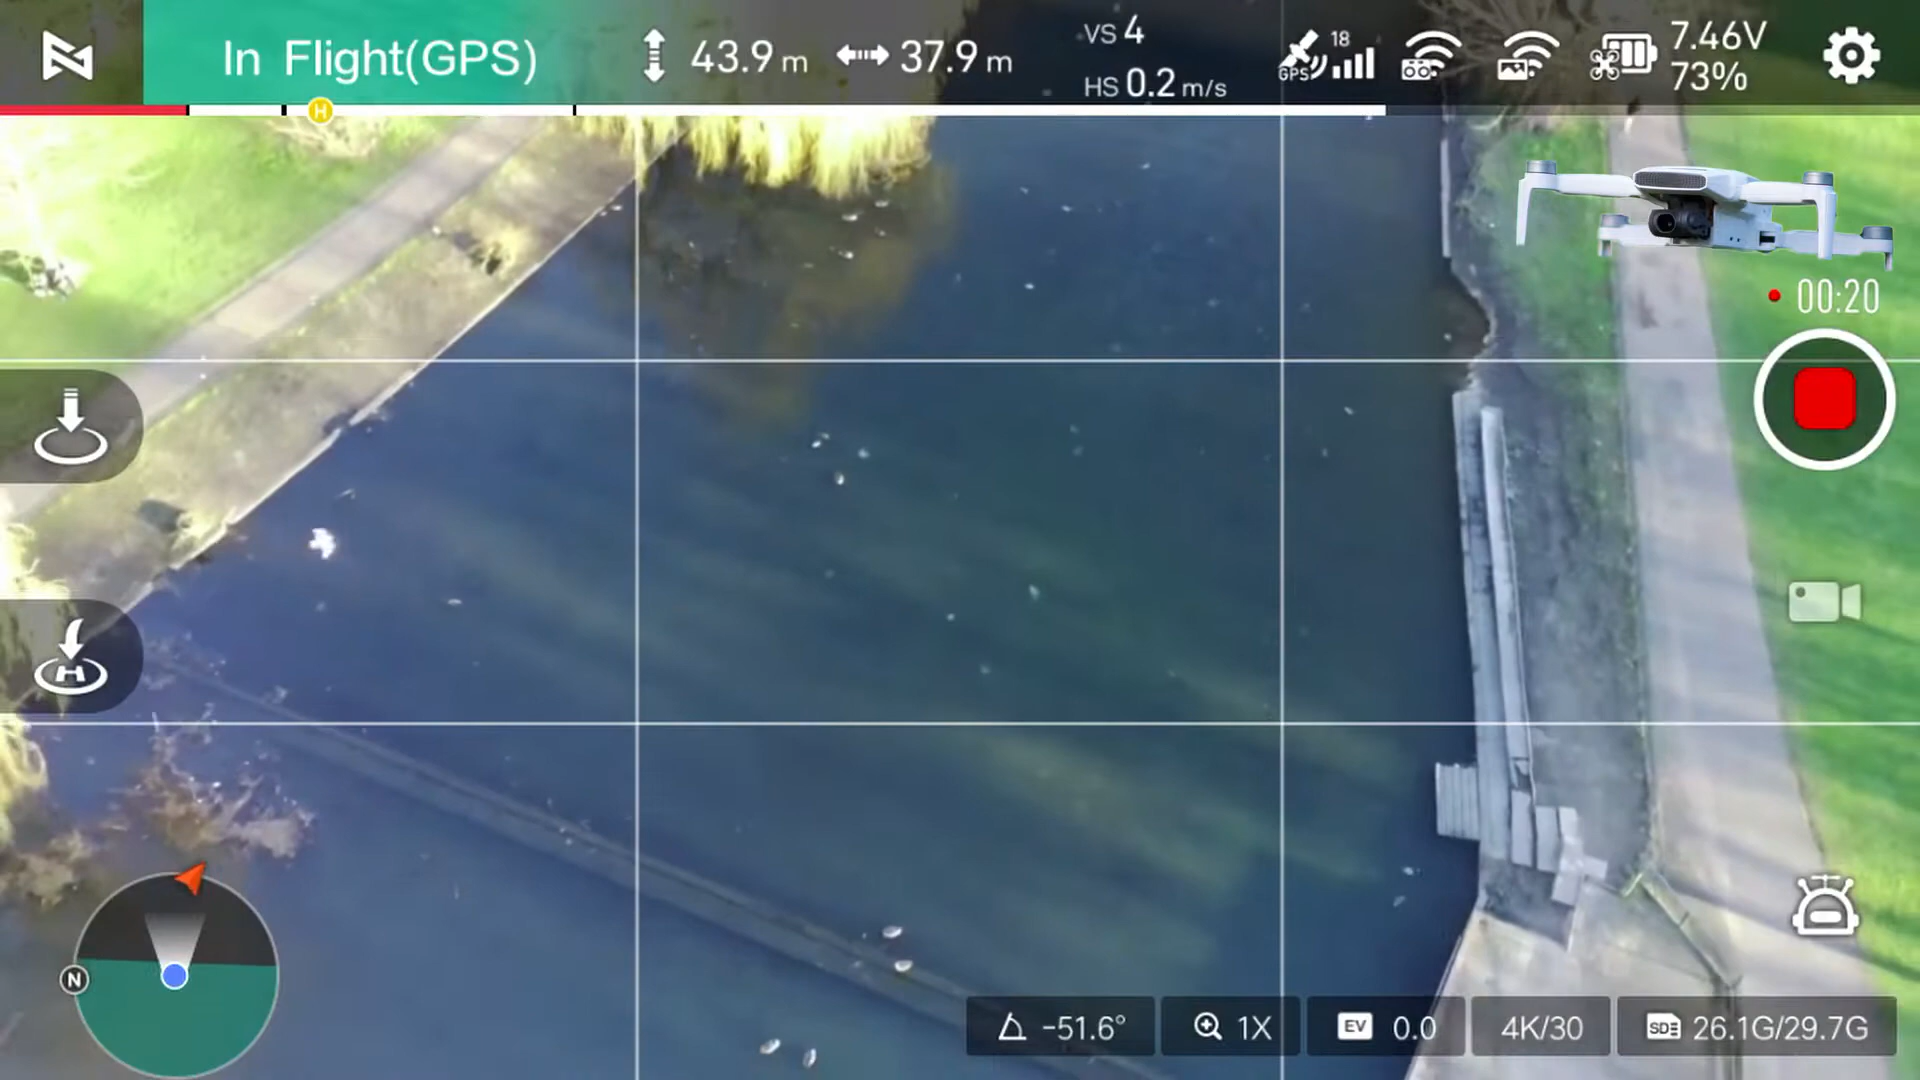 In Flight(GPS)
43.9 m
37.9 m
VS 4
HS 0.2 m/s
GPS
18
7.46V
73%
H
00:20
H
N
-51.6°
1X
EV 0.0
4K/30
SD 26.1G/29.7G